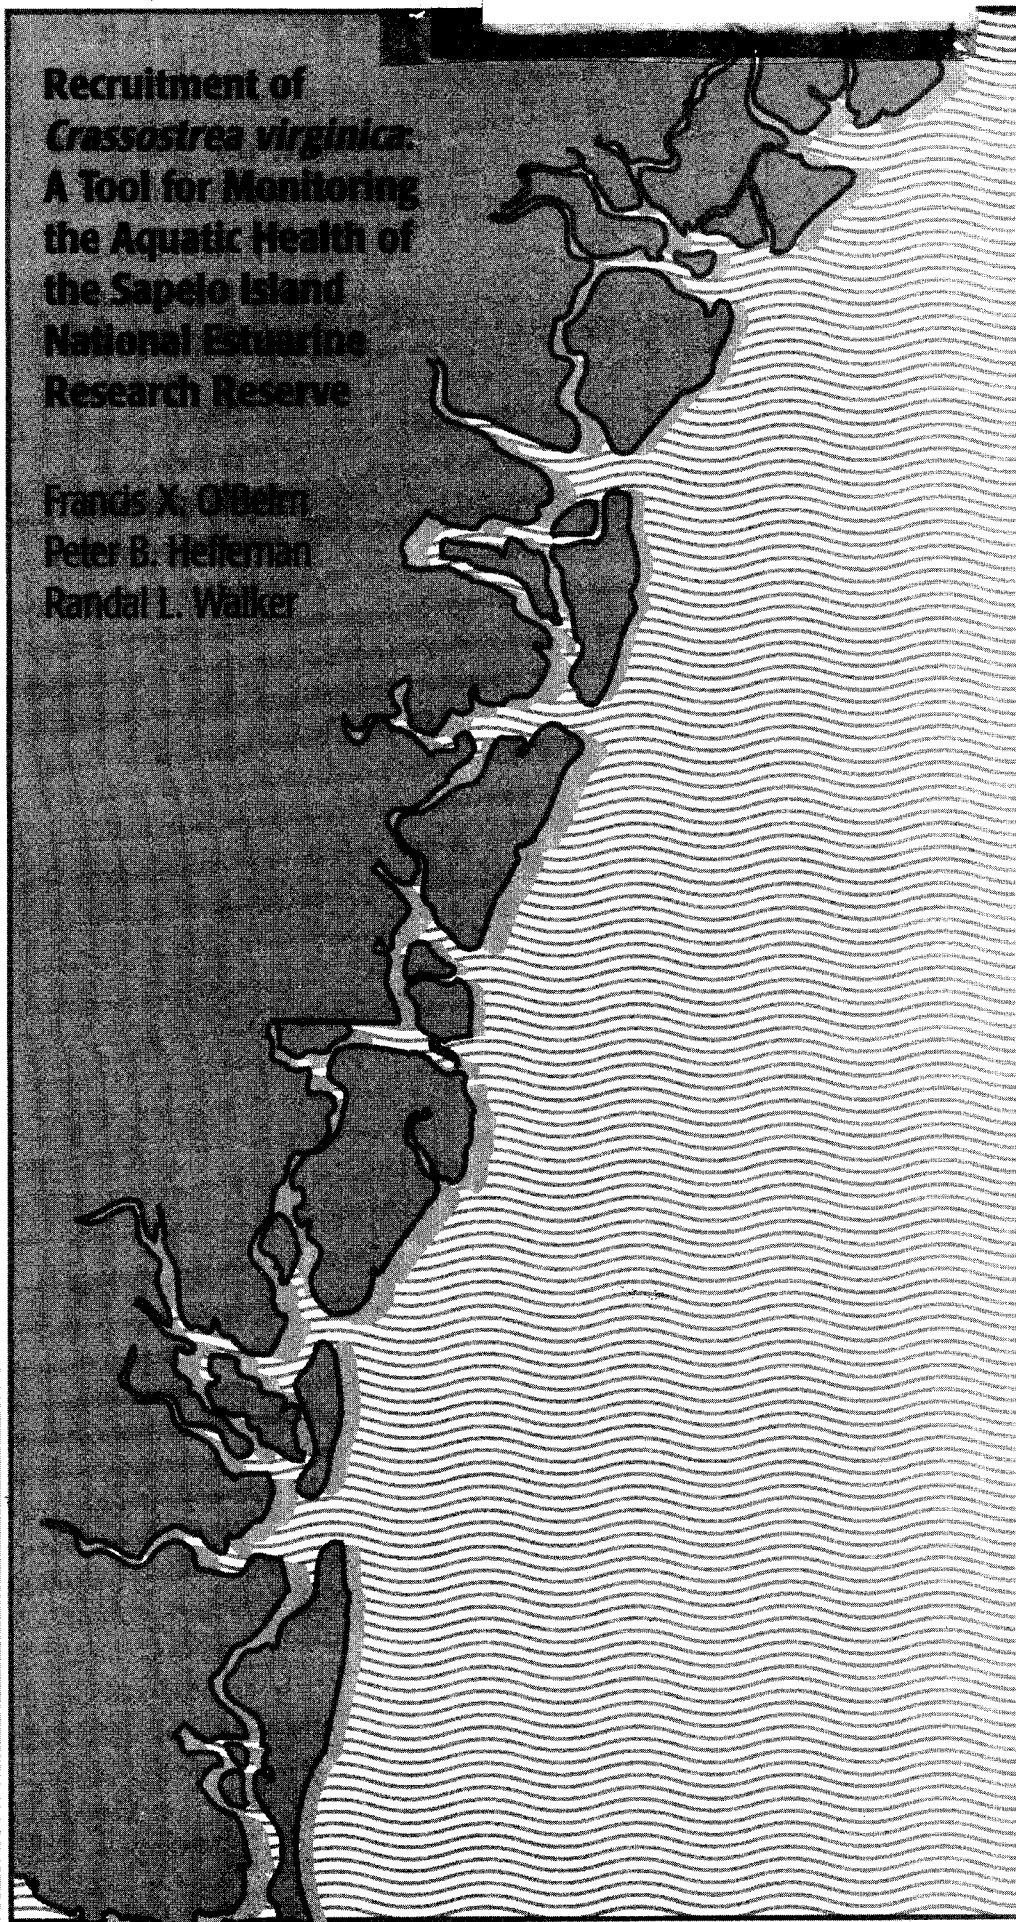 Recruitment of
Crassostrea virginica:
A Tool for Monitoring
the Aquatic Health of
the Sapelo Island
National Estuarine
Research Reserve
Francis X. O'Beirn
Peter B. Heffernan
Randal L. Walker